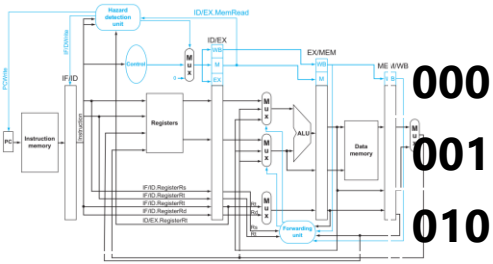 Hazard
detection
unit
ID/EX.MemRead
PCWrite
IF/DWrite
ID/EX
EX/MEM
IF/ID
WB
WB
M
M
EX
Control
M
u
x
0
000
001
010
Instruction
PC
Instruction
memory
Registers
M
u
x
M
u
x
ALU
Data
memory
M
u
x
IF/ID.RegisterRs
IF/ID.RegisterRt
IF/ID.RegisterRt
IF/ID.RegisterRd
ID/EX.RegisterRt
Rt
Rd
M
u
x
Rs
Rt
Forwarding
unit